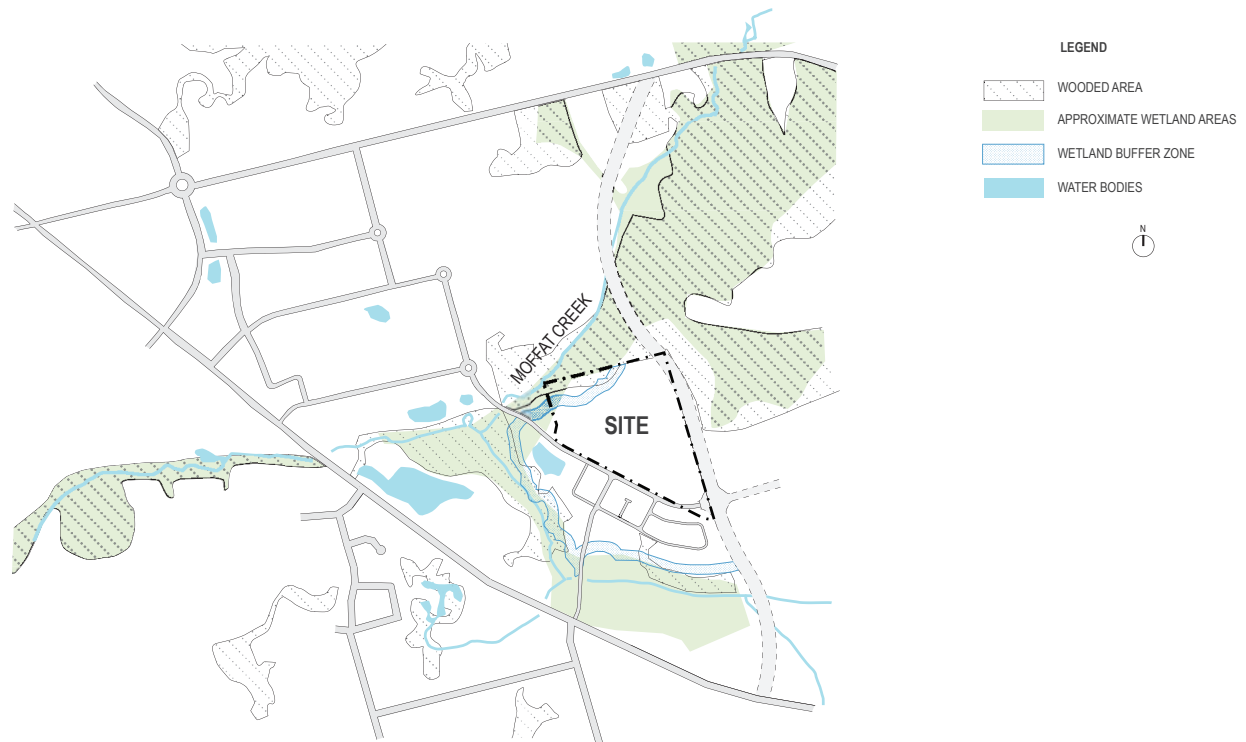 LEGEND
WOODED AREA
APPROXIMATE WETLAND AREAS
WETLAND BUFFER ZONE
WATER BODIES
N
MOFFAT CREEK
SITE